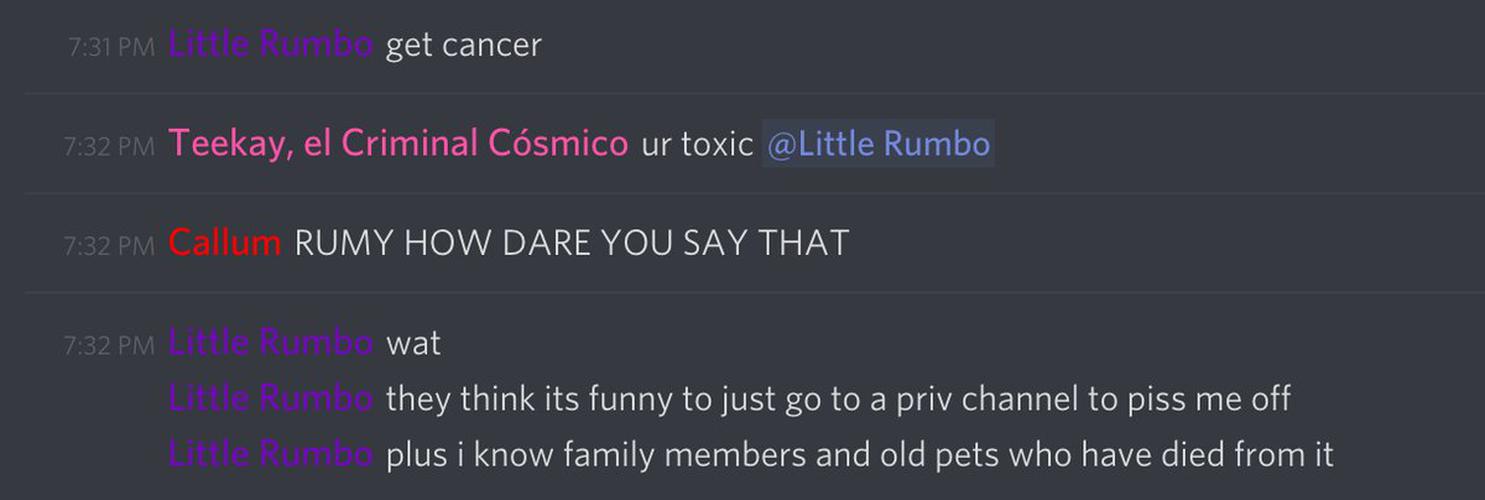 7:31 PM Little Rumbo get cancer
7:32 PM Teekay, el Criminal Cósmico ur toxic @Little Rumbo
7:32 PM Callum RUMY HOW DARE YOU SAY THAT
7:32 PM Little Rumbo wat
Little Rumbo they think its funny to just go to a priv channel to piss me off
Little Rumbo plus i know family members and old pets who have died from it